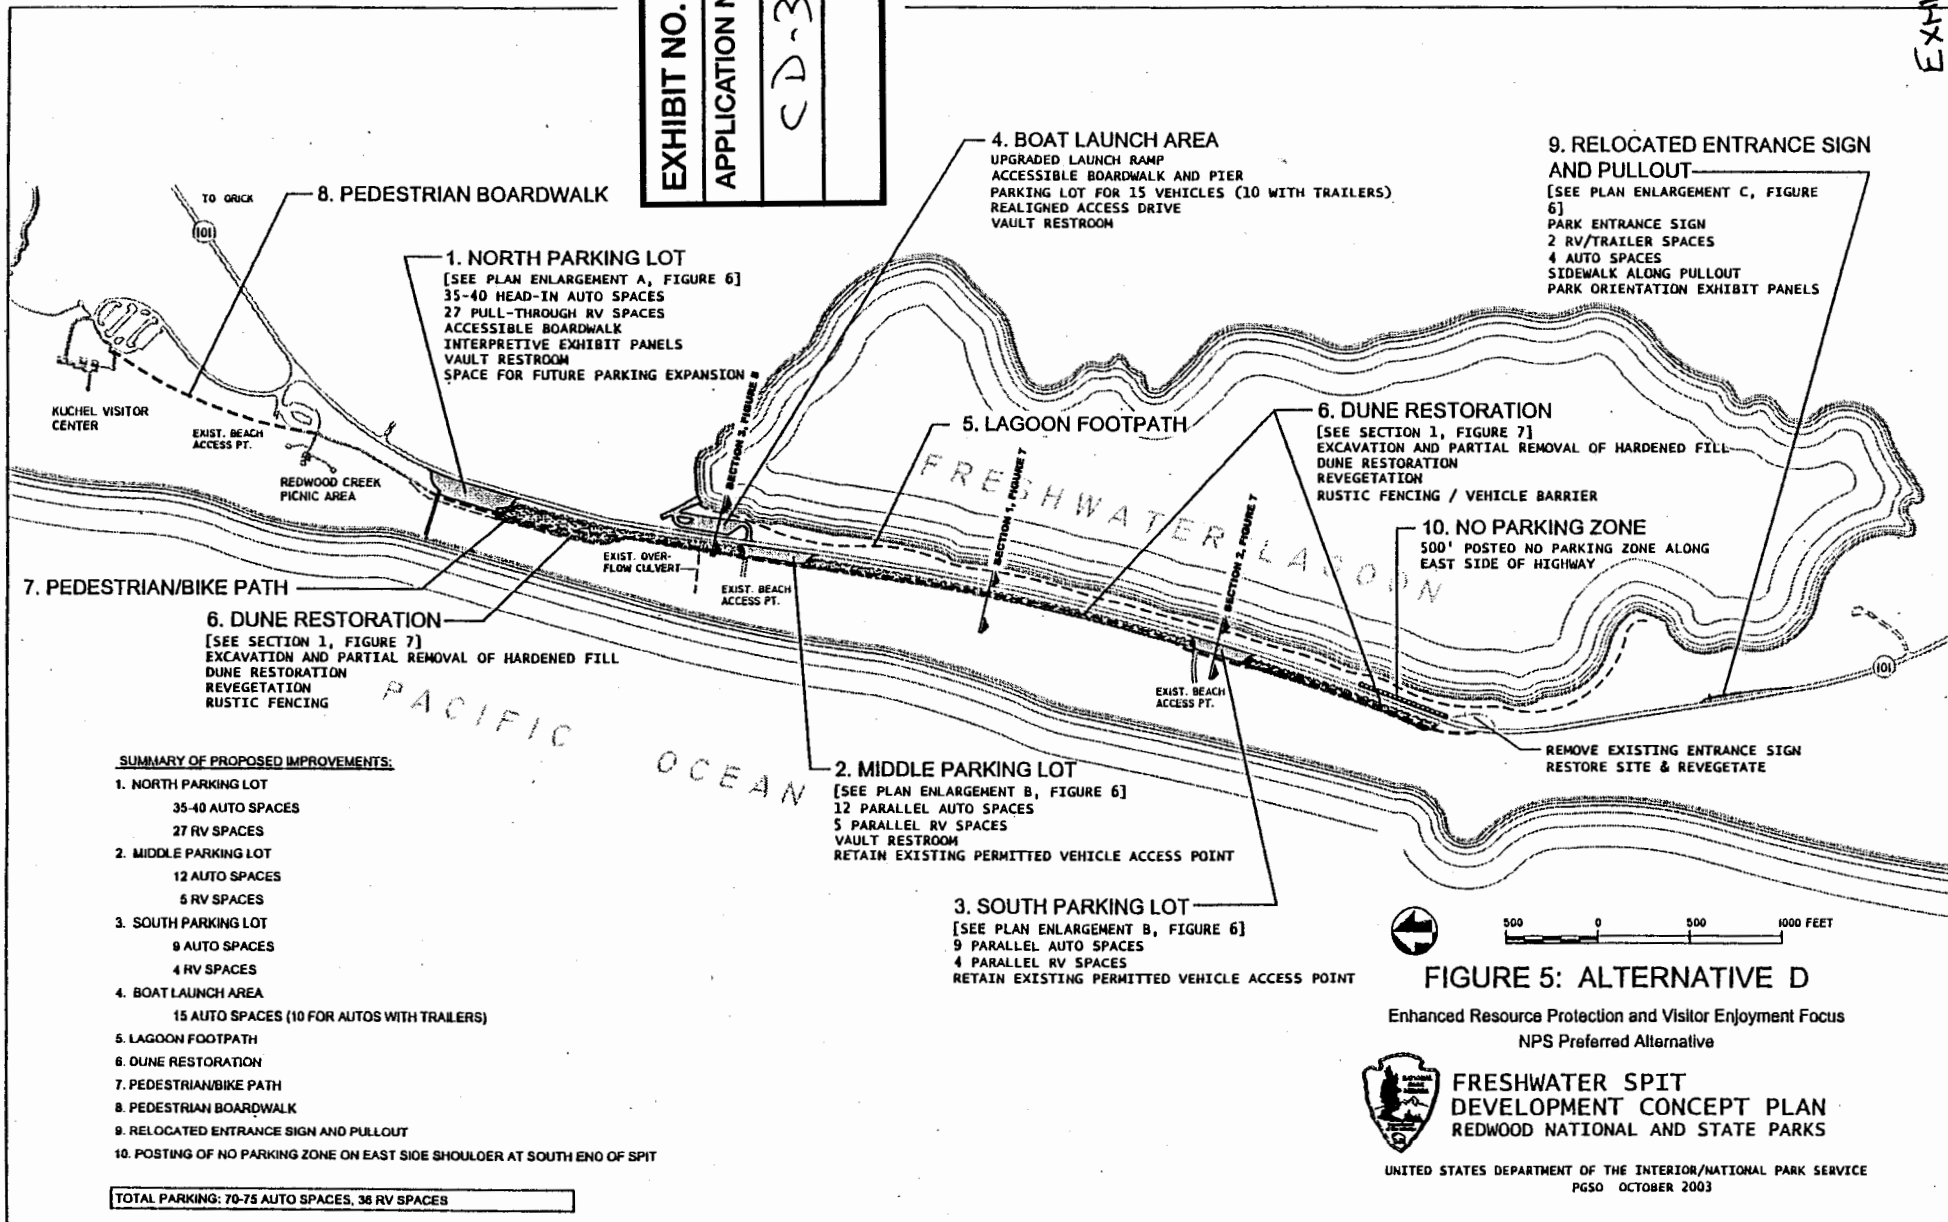 EXHIBIT NO.
APPLICATION
CD-3
EXH
TO ORICK
101
8. PEDESTRIAN BOARDWALK
1. NORTH PARKING LOT
[SEE PLAN ENLARGEMENT A, FIGURE 6]
35-40 HEAD-IN AUTO SPACES
27 PULL-THROUGH RV SPACES
ACCESSIBLE BOARDWALK
INTERPRETIVE EXHIBIT PANELS
VAULT RESTROOM
SPACE FOR FUTURE PARKING EXPANSION
4. BOAT LAUNCH AREA
UPGRADED LAUNCH RAMP
ACCESSIBLE BOARDWALK AND PIER
PARKING LOT FOR 15 VEHICLES (10 WITH TRAILERS)
REALIGNED ACCESS DRIVE
VAULT RESTROOM
9. RELOCATED ENTRANCE SIGN
AND PULLOUT
[SEE PLAN ENLARGEMENT C, FIGURE
6]
PARK ENTRANCE SIGN
2 RV/TRAILER SPACES
4 AUTO SPACES
SIDEWALK ALONG PULLOUT
PARK ORIENTATION EXHIBIT PANELS
KUCHEL VISITOR
CENTER
EXIST. BEACH
ACCESS PT.
REDWOOD CREEK
PICNIC AREA
SECTION 3, FIGURE 8
5. LAGOON FOOTPATH
SECTION 1, FIGURE 7
FRESHWATER LAGOON
SECTION 2, FIGURE 7
6. DUNE RESTORATION
[SEE SECTION 1, FIGURE 7]
EXCAVATION AND PARTIAL REMOVAL OF HARDENED FILL
DUNE RESTORATION
REVEGETATION
RUSTIC FENCING / VEHICLE BARRIER
10. NO PARKING ZONE
500' POSTED NO PARKING ZONE ALONG
EAST SIDE OF HIGHWAY
EXIST. OVER-
FLOW CULVERT
EXIST. BEACH
ACCESS PT.
7. PEDESTRIAN/BIKE PATH
6. DUNE RESTORATION
[SEE SECTION 1, FIGURE 7]
EXCAVATION AND PARTIAL REMOVAL OF HARDENED FILL
DUNE RESTORATION
REVEGETATION
RUSTIC FENCING
PACIFIC OCEAN
EXIST. BEACH
ACCESS PT.
101
REMOVE EXISTING ENTRANCE SIGN
RESTORE SITE & REVEGETATE
2. MIDDLE PARKING LOT
[SEE PLAN ENLARGEMENT B, FIGURE 6]
12 PARALLEL AUTO SPACES
5 PARALLEL RV SPACES
VAULT RESTROOM
RETAIN EXISTING PERMITTED VEHICLE ACCESS POINT
3. SOUTH PARKING LOT
[SEE PLAN ENLARGEMENT B, FIGURE 6]
9 PARALLEL AUTO SPACES
4 PARALLEL RV SPACES
RETAIN EXISTING PERMITTED VEHICLE ACCESS POINT
SUMMARY OF PROPOSED IMPROVEMENTS:
1. NORTH PARKING LOT
35-40 AUTO SPACES
27 RV SPACES
2. MIDDLE PARKING LOT
12 AUTO SPACES
5 RV SPACES
3. SOUTH PARKING LOT
9 AUTO SPACES
4 RV SPACES
4. BOAT LAUNCH AREA
15 AUTO SPACES (10 FOR AUTOS WITH TRAILERS)
5. LAGOON FOOTPATH
6. DUNE RESTORATION
7. PEDESTRIAN/BIKE PATH
8. PEDESTRIAN BOARDWALK
9. RELOCATED ENTRANCE SIGN AND PULLOUT
10. POSTING OF NO PARKING ZONE ON EAST SIDE SHOULDER AT SOUTH END OF SPIT
TOTAL PARKING: 70-75 AUTO SPACES, 36 RV SPACES
500 0 500 1000 FEET
FIGURE 5: ALTERNATIVE D
Enhanced Resource Protection and Visitor Enjoyment Focus
NPS Preferred Alternative
FRESHWATER SPIT
DEVELOPMENT CONCEPT PLAN
REDWOOD NATIONAL AND STATE PARKS
UNITED STATES DEPARTMENT OF THE INTERIOR/NATIONAL PARK SERVICE
PGSO OCTOBER 2003